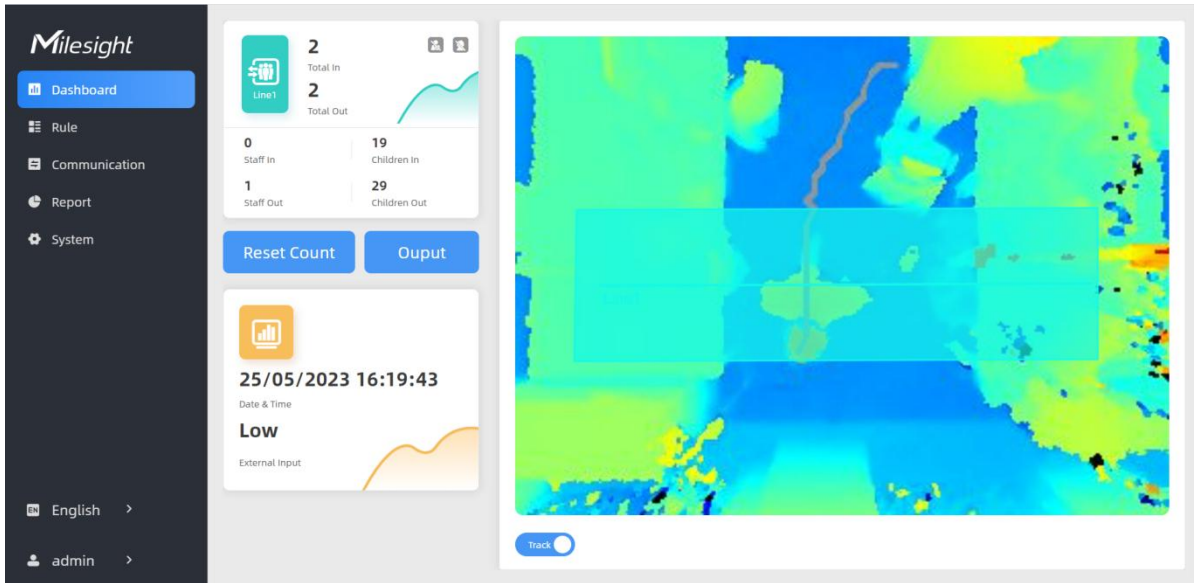 Milesight
Dashboard
Rule
Communication
Report
System
English
admin
Line1
2
Total In
2
Total Out
0
Staff In
19
Children In
1
Staff Out
29
Children Out
Reset Count
Ouput
25/05/2023 16:19:43
Date & Time
Low
External Input
Track
EN